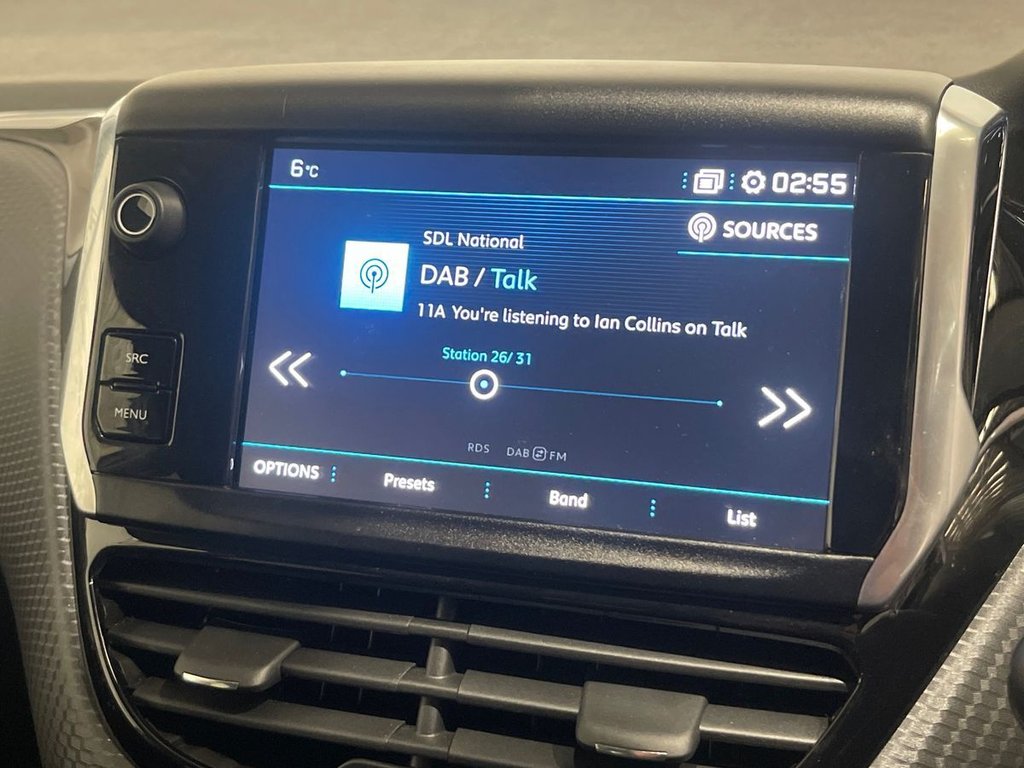 6°C
02:55
SOURCES
SDL National
DAB / Talk
11A You're listening to Ian Collins on Talk
Station 26/31
SRC
MENU
RDS DAB FM
OPTIONS Presets Band List